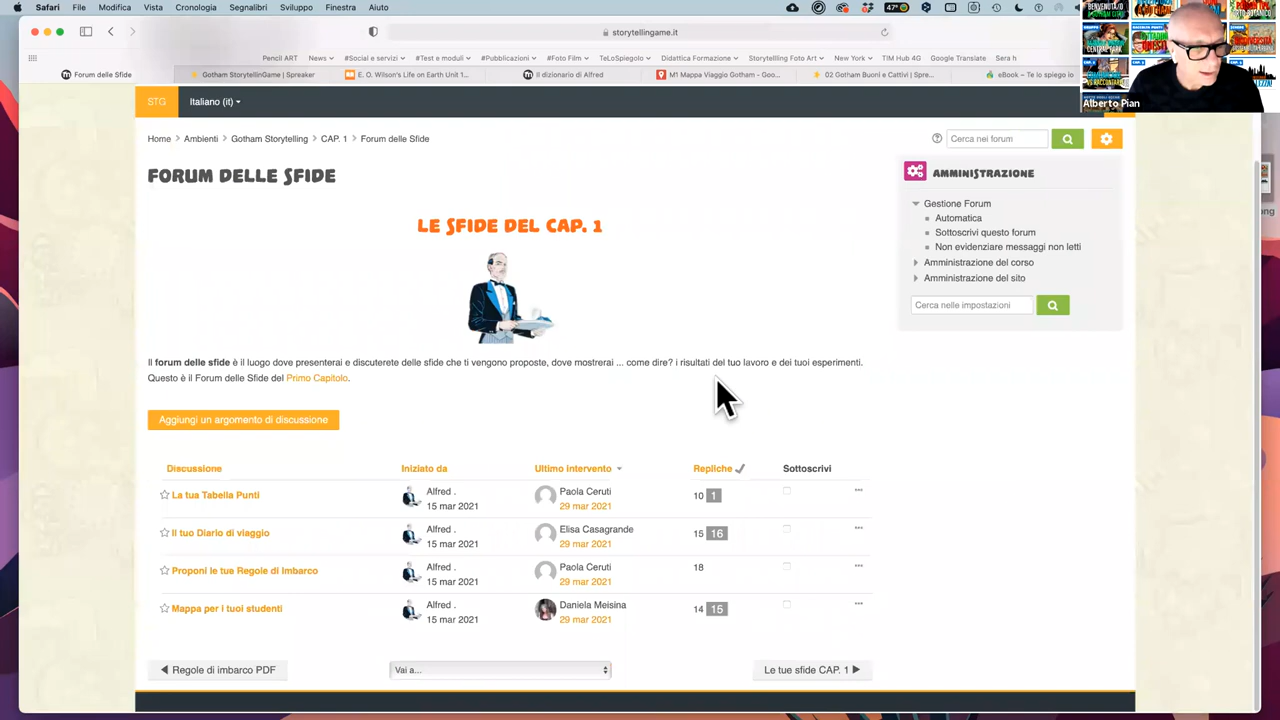 Safari File Modifica Vista Cronologia Segnalibri Sviluppo Finestra Aiuto
47°
storytellingame.it
Pencil ART News #Social e servizi #Test e moduli #Pubblicazioni #Foto Film TeLoSpiegolo Didattica Formazione Storytelling Foto Art New York TIM Hub 4G Google Translate Sera h
Forum delle Sfide
Gotham StorytellinGame | Spreaker
E. O. Wilson's Life on Earth Unit 1...
Il dizionario di Alfred
M1 Mappa Viaggio Gotham - Goo...
02 Gotham Buoni e Cattivi | Spre...
eBook – Te lo spiego io
Alberto Pian
STG Italiano (it)
Home Ambienti Gotham Storytelling CAP. 1 Forum delle Sfide
Cerca nei forum
FORUM DELLE SFIDE
AMMINISTRAZIONE
Gestione Forum
Automatica
Sottoscrivi questo forum
Non evidenziare messaggi non letti
Amministrazione del corso
Amministrazione del sito
Cerca nelle impostazioni
LE SFIDE DEL CAP. 1
Il forum delle sfide è il luogo dove presenterai e discuterete delle sfide che ti vengono proposte, dove mostrerai ... come dire? i risultati del tuo lavoro e dei tuoi esperimenti.
Questo è il Forum delle Sfide del Primo Capitolo.
Aggiungi un argomento di discussione
Discussione Iniziato da Ultimo intervento Repliche Sottoscrivi
La tua Tabella Punti Alfred . Paola Ceruti 10 1
15 mar 2021 29 mar 2021
Il tuo Diario di viaggio Alfred . Elisa Casagrande 15 16
15 mar 2021 29 mar 2021
Proponi le tua Regole di Imbarco Alfred . Paola Ceruti 18
15 mar 2021 29 mar 2021
Mappa per i tuoi studenti Alfred . Daniela Meisina 14 15
15 mar 2021 29 mar 2021
Regole di imbarco PDF
Vai a...
Le tue sfide CAP. 1